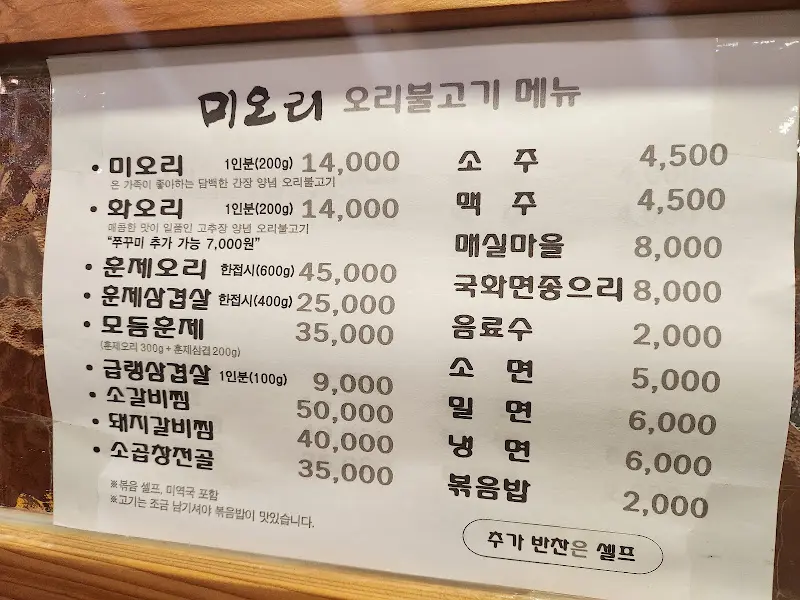 미오리 오리불고기 메뉴
• 미오리 1인분(200g) 14,000
은 가족이 좋아하는 담백한 간장 양념 오리불고기
• 와오리 1인분(200g) 14,000
매콤한 맛이 일품인 고추장 양념 오리불고기
"쭈꾸미 추가 가능 7,000원"
• 훈제오리 한접시(600g) 45,000
• 훈제삼겹살 한접시(400g) 25,000
• 모듬훈제 35,000
(훈제오리 300g + 훈제삼겹 200g)
• 급랭삼겹살 1인분(100g) 9,000
• 소갈비찜 50,000
• 돼지갈비찜 40,000
• 소곱창전골 35,000
※볶음 셀프, 미역국 포함
※고기는 조금 남기셔야 볶음밥이 맛있습니다.
소 주 4,500
맥 주 4,500
매실마을 8,000
국화면좋으리 8,000
음료수 2,000
소 면 5,000
밀 면 6,000
냉 면 6,000
볶음밥 2,000
추가 반찬은 셀프